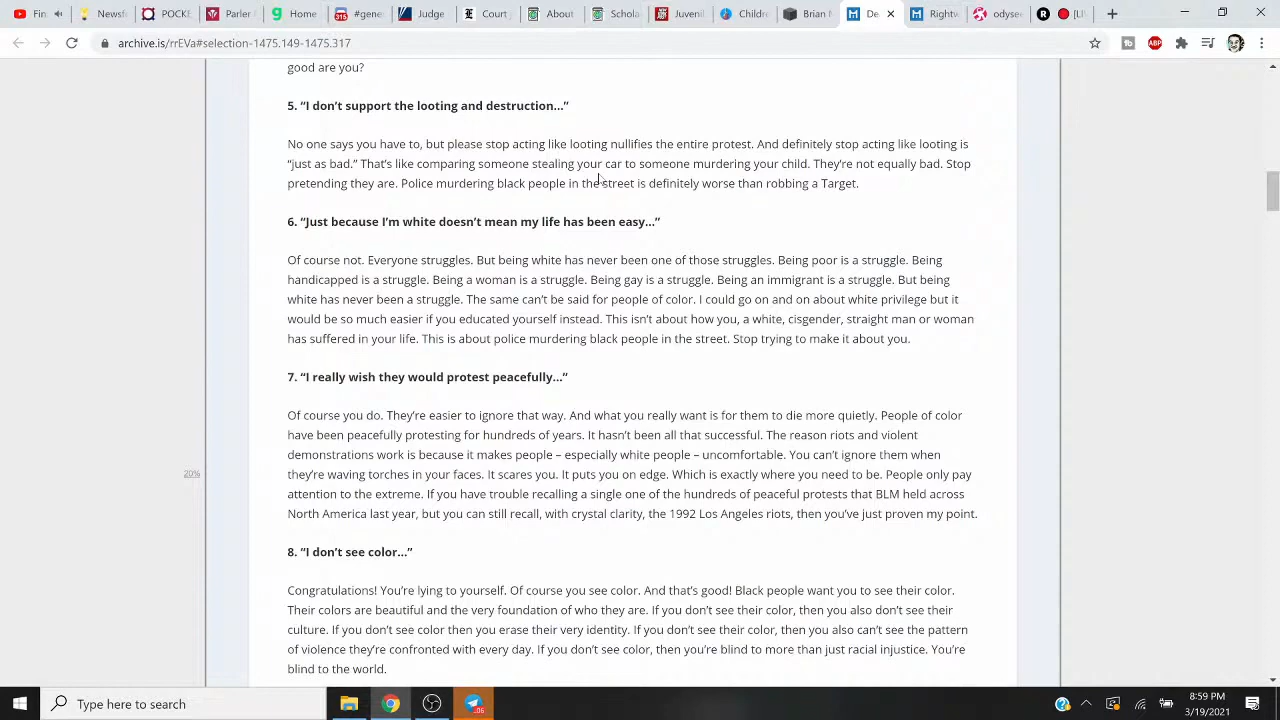 Fin
Newsf
POCKE
Parler
Home
#gene
Judge
Court
About
Schola
Juveni
Childre
Brian
De
Rightw
odysee
[LI
archive.is/rrEVa#selection-1475.149-1475.317
good are you?
5. “I don’t support the looting and destruction…”
No one says you have to, but please stop acting like looting nullifies the entire protest. And definitely stop acting like looting is
“just as bad.” That’s like comparing someone stealing your car to someone murdering your child. They’re not equally bad. Stop
pretending they are. Police murdering black people in the street is definitely worse than robbing a Target.
6. “Just because I’m white doesn’t mean my life has been easy…”
Of course not. Everyone struggles. But being white has never been one of those struggles. Being poor is a struggle. Being
handicapped is a struggle. Being a woman is a struggle. Being gay is a struggle. Being an immigrant is a struggle. But being
white has never been a struggle. The same can’t be said for people of color. I could go on and on about white privilege but it
would be so much easier if you educated yourself instead. This isn’t about how you, a white, cisgender, straight man or woman
has suffered in your life. This is about police murdering black people in the street. Stop trying to make it about you.
7. “I really wish they would protest peacefully…”
Of course you do. They’re easier to ignore that way. And what you really want is for them to die more quietly. People of color
have been peacefully protesting for hundreds of years. It hasn’t been all that successful. The reason riots and violent
demonstrations work is because it makes people – especially white people – uncomfortable. You can’t ignore them when
they’re waving torches in your faces. It scares you. It puts you on edge. Which is exactly where you need to be. People only pay
20%
attention to the extreme. If you have trouble recalling a single one of the hundreds of peaceful protests that BLM held across
North America last year, but you can still recall, with crystal clarity, the 1992 Los Angeles riots, then you’ve just proven my point.
8. “I don’t see color…”
Congratulations! You’re lying to yourself. Of course you see color. And that’s good! Black people want you to see their color.
Their colors are beautiful and the very foundation of who they are. If you don’t see their color, then you also don’t see their
culture. If you don’t see color then you erase their very identity. If you don’t see their color, then you also can’t see the pattern
of violence they’re confronted with every day. If you don’t see color, then you’re blind to more than just racial injustice. You’re
blind to the world.
Type here to search
8:59 PM
3/19/2021